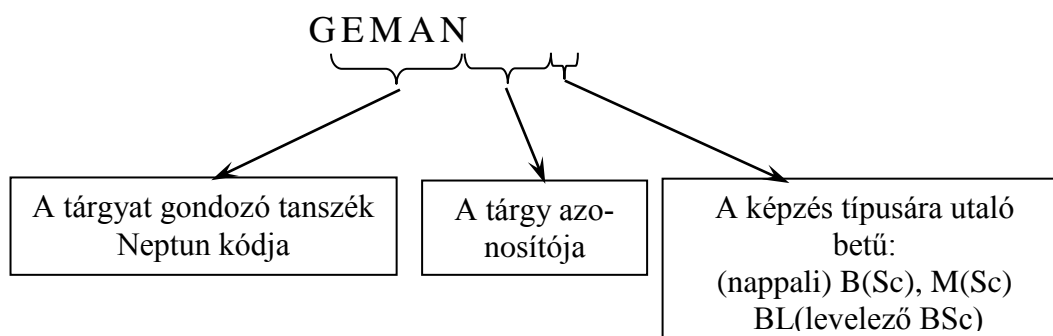 GEMAN
A tárgyat gondozó tanszék
Neptun kódja
A tárgy azo-
nosítója
A képzés típusára utaló
betű:
(nappali) B(Sc), M(Sc)
BL(levelező BSc)